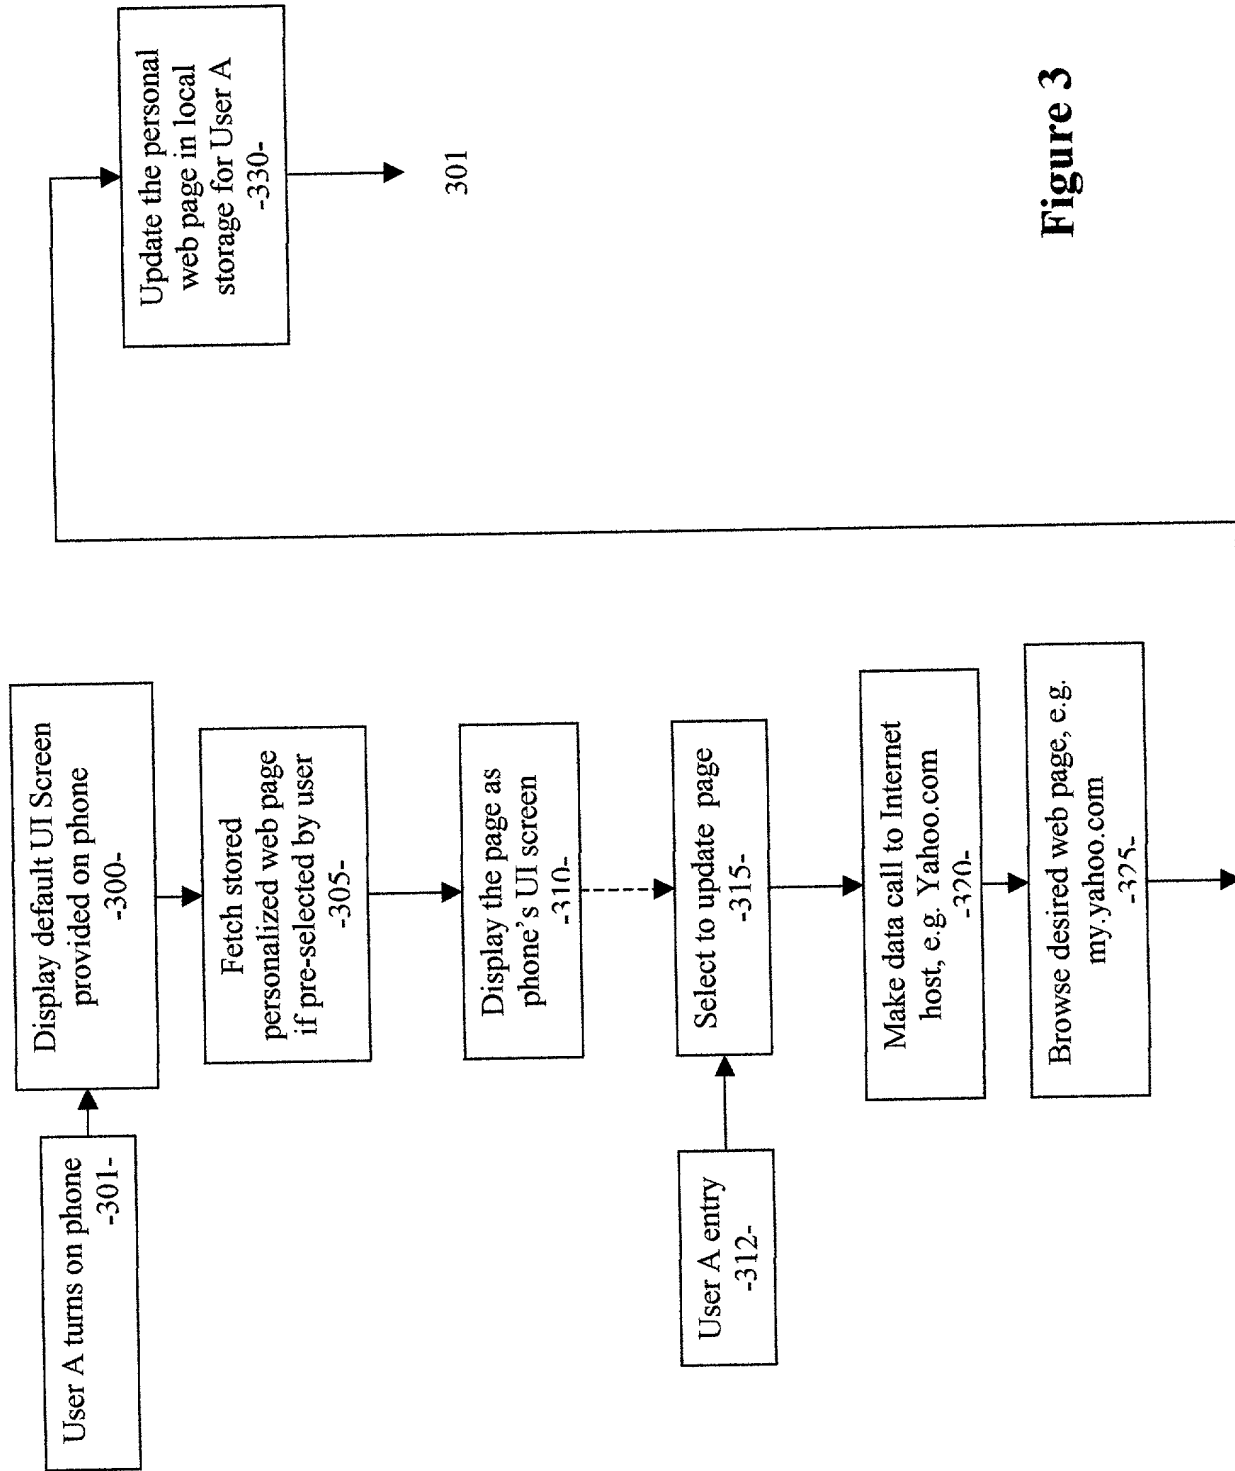 User A turns on phone
-301-
Display default UI Screen
provided on phone
-300-
Fetch stored
personalized web page
if pre-selected by user
-305-
Display the page as
phone's UI screen
-310-
User A entry
-312-
Select to update page
-315-
Make data call to Internet
host, e.g. Yahoo.com
-320-
Browse desired web page, e.g.
my.yahoo.com
-325-
Update the personal
web page in local
storage for User A
-330-
301
Figure 3